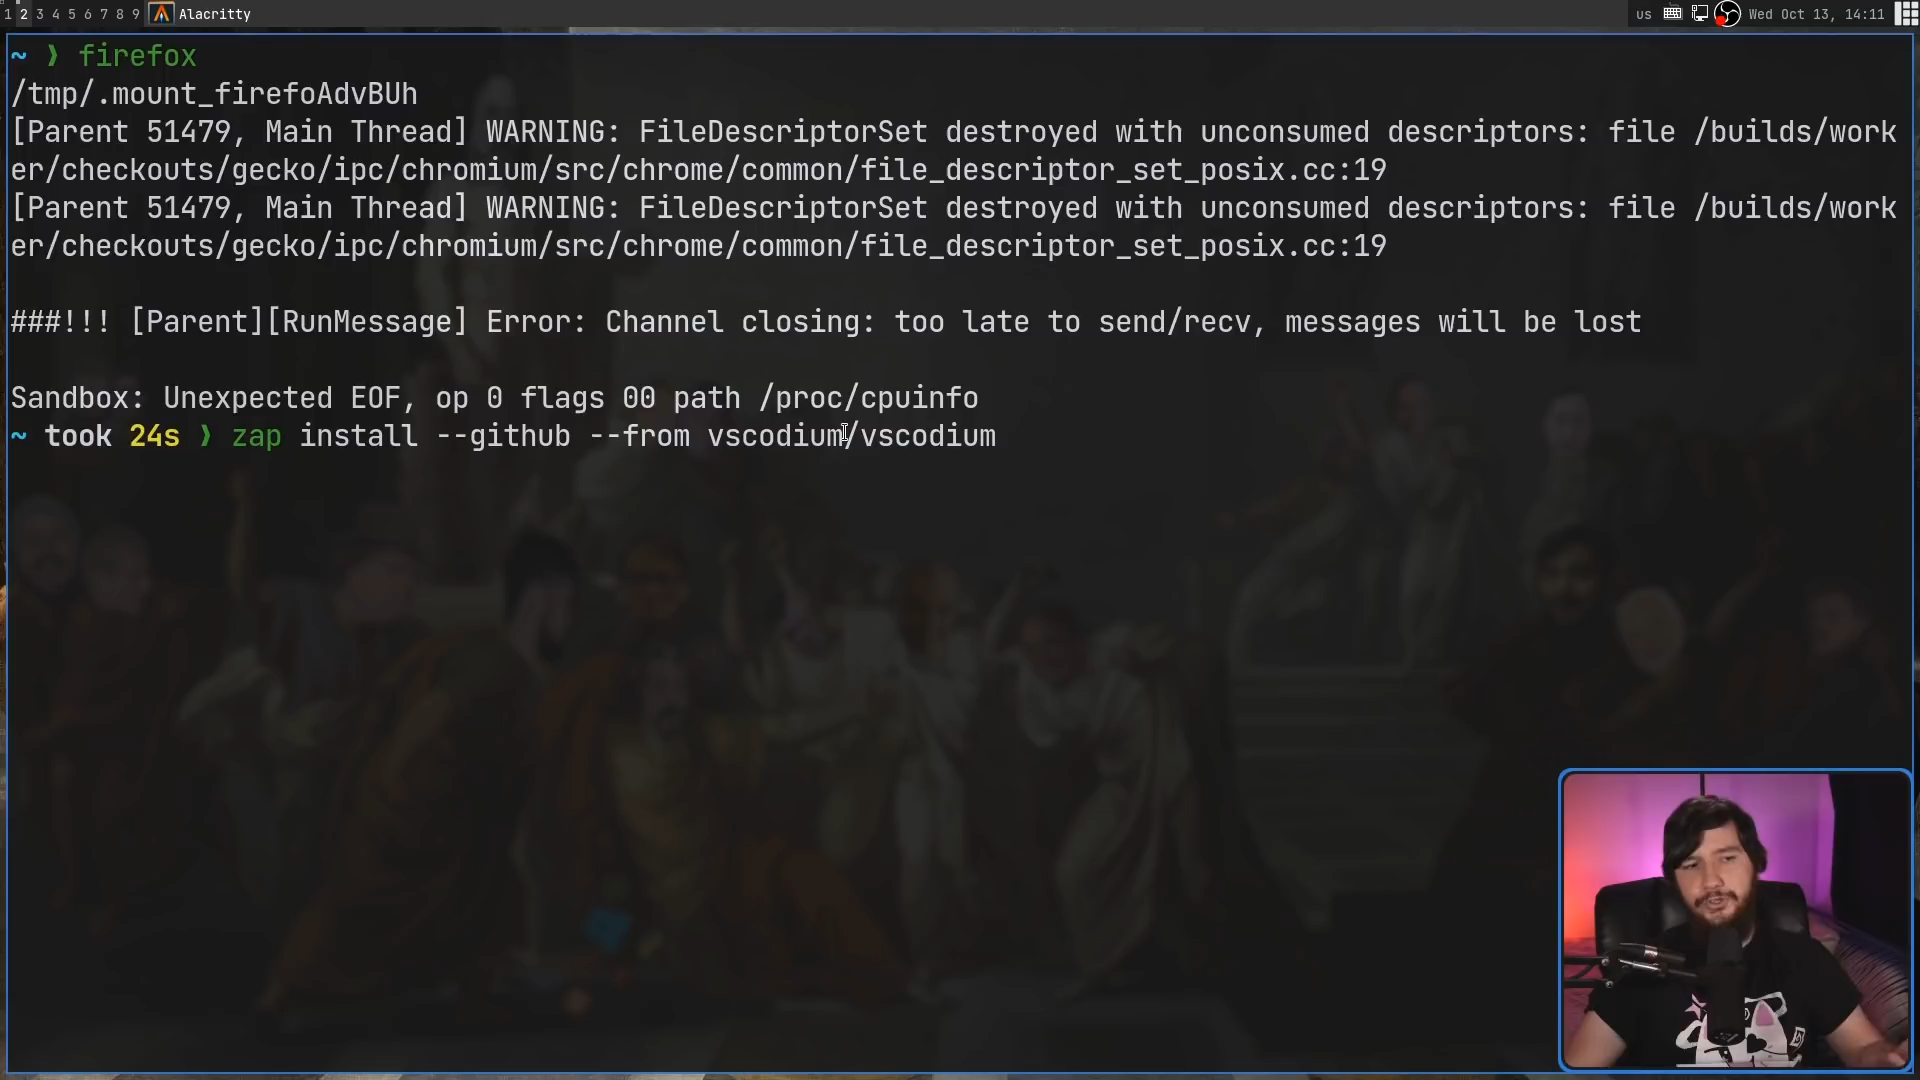 1 2 3 4 5 6 7 8 9 Alacritty us Wed Oct 13, 14:11
~ ❯ firefox
/tmp/.mount_firefoAdvBUh
[Parent 51479, Main Thread] WARNING: FileDescriptorSet destroyed with unconsumed descriptors: file /builds/work
er/checkouts/gecko/ipc/chromium/src/chrome/common/file_descriptor_set_posix.cc:19
[Parent 51479, Main Thread] WARNING: FileDescriptorSet destroyed with unconsumed descriptors: file /builds/work
er/checkouts/gecko/ipc/chromium/src/chrome/common/file_descriptor_set_posix.cc:19
###!!! [Parent][RunMessage] Error: Channel closing: too late to send/recv, messages will be lost
Sandbox: Unexpected EOF, op 0 flags 00 path /proc/cpuinfo
~ took 24s ❯ zap install --github --from vscodium/vscodium